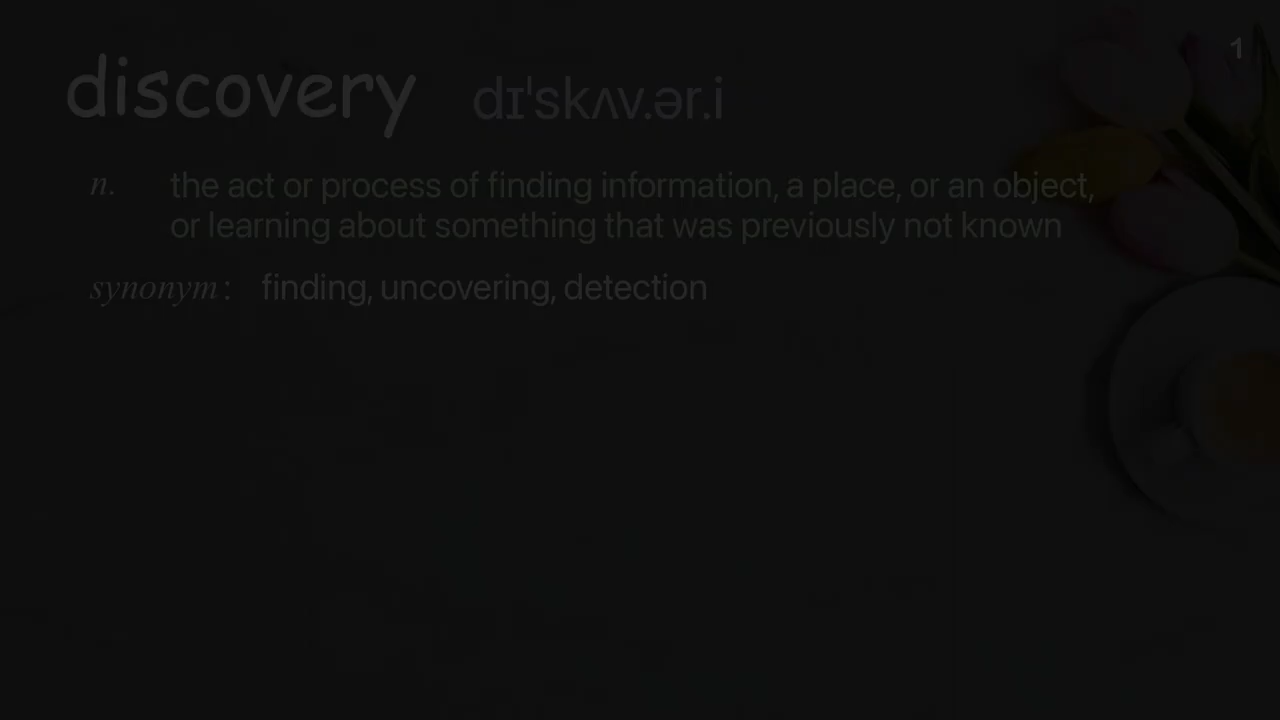 1
discovery dɪˈskʌv.ər.i
n. the act or process of finding information, a place, or an object,
or learning about something that was previously not known
synonym: finding, uncovering, detection